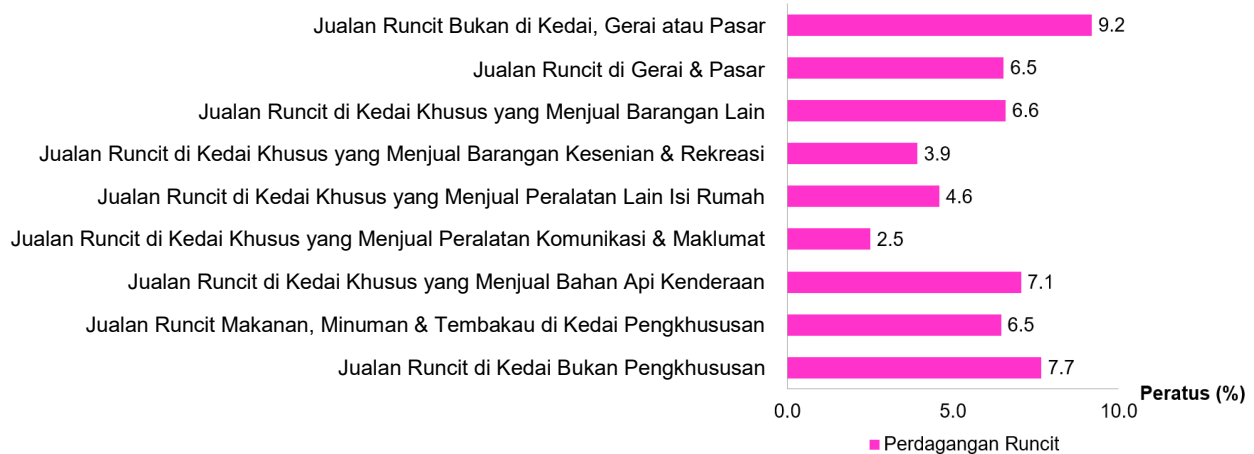 Jualan Runcit Bukan di Kedai, Gerai atau Pasar 9.2
Jualan Runcit di Gerai & Pasar 6.5
Jualan Runcit di Kedai Khusus yang Menjual Barangan Lain 6.6
Jualan Runcit di Kedai Khusus yang Menjual Barangan Kesenian & Rekreasi 3.9
Jualan Runcit di Kedai Khusus yang Menjual Peralatan Lain Isi Rumah 4.6
Jualan Runcit di Kedai Khusus yang Menjual Peralatan Komunikasi & Maklumat 2.5
Jualan Runcit di Kedai Khusus yang Menjual Bahan Api Kenderaan 7.1
Jualan Runcit Makanan, Minuman & Tembakau di Kedai Pengkhususan 6.5
Jualan Runcit di Kedai Bukan Pengkhususan 7.7
Peratus (%)
0.0 5.0 10.0
Perdagangan Runcit